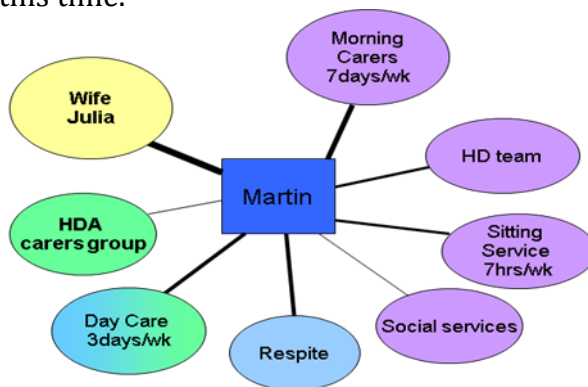 this time.
Morning
Carers
7days/wk
Wife
Julia
HD team
Martin
HDA
carers group
Sitting
Service
7hrs/wk
Day Care
3days/wk
Respite
Social services